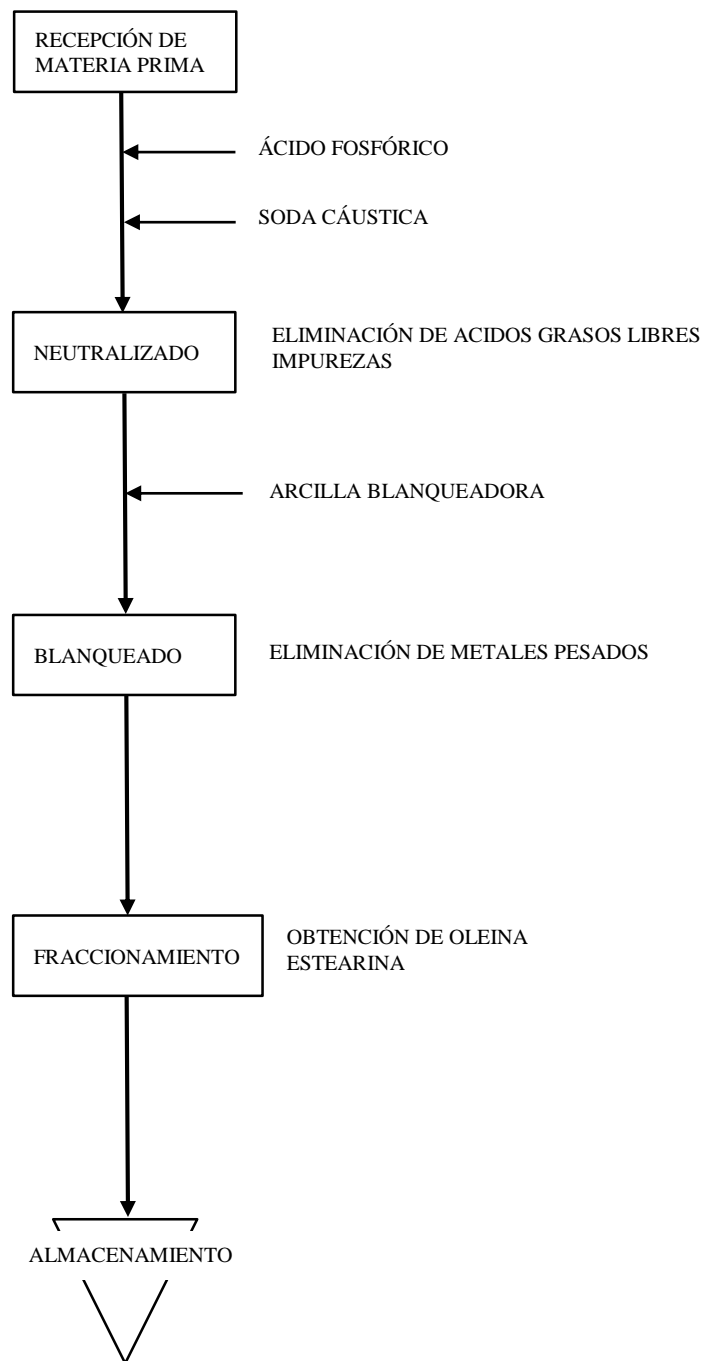 RECEPCIÓN DE
MATERIA PRIMA
ÁCIDO FOSFÓRICO
SODA CÁUSTICA
NEUTRALIZADO
ELIMINACIÓN DE ACIDOS GRASOS LIBRES
IMPUREZAS
ARCILLA BLANQUEADORA
BLANQUEADO
ELIMINACIÓN DE METALES PESADOS
FRACCIONAMIENTO
OBTENCIÓN DE OLEINA
ESTEARINA
ALMACENAMIENTO